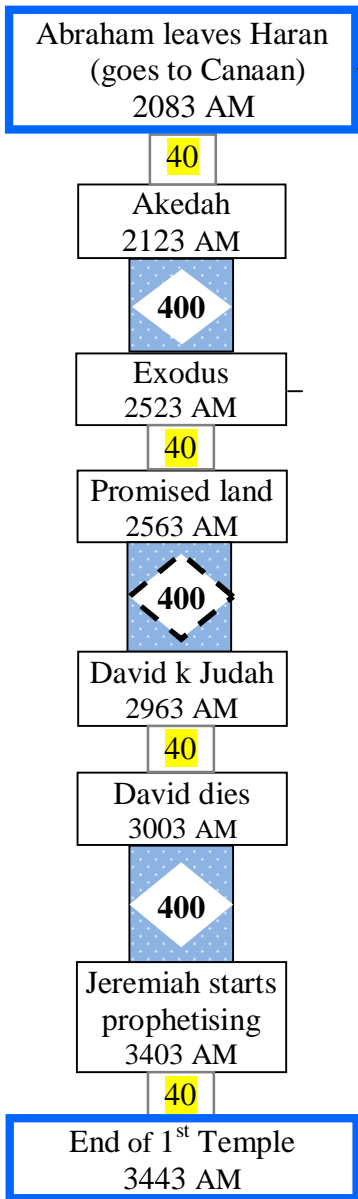 Abraham leaves Haran
(goes to Canaan)
2083 AM
40
Akedah
2123 AM
400
Exodus
2523 AM
40
Promised land
2563 AM
400
David k Judah
2963 AM
40
David dies
3003 AM
400
Jeremiah starts
prophetising
3403 AM
40
End of 1st Temple
3443 AM